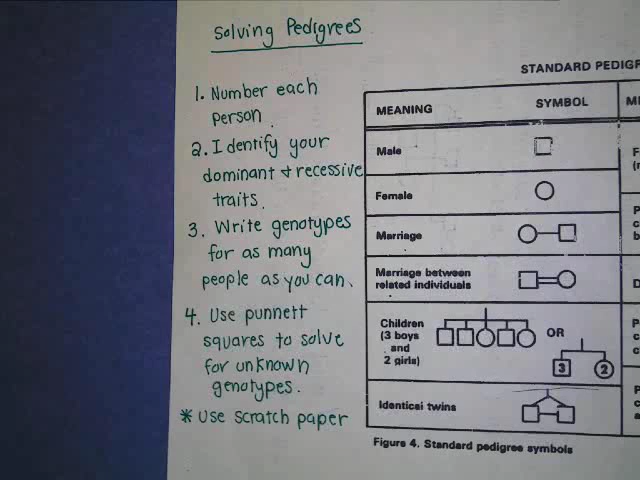 Solving Pedigrees
1. Number each
person.
2. Identify your
dominant + recessive
traits.
3. Write genotypes
for as many
people as you can.
4. Use punnett
squares to solve
for unknown
genotypes.
* Use scratch paper
STANDARD PEDIGR
MEANING
SYMBOL
Male
Female
Marriage
Marriage between
related individuals
Children
(3 boys
and
2 girls)
OR
3
2
Identical twins
Figure 4. Standard pedigree symbols